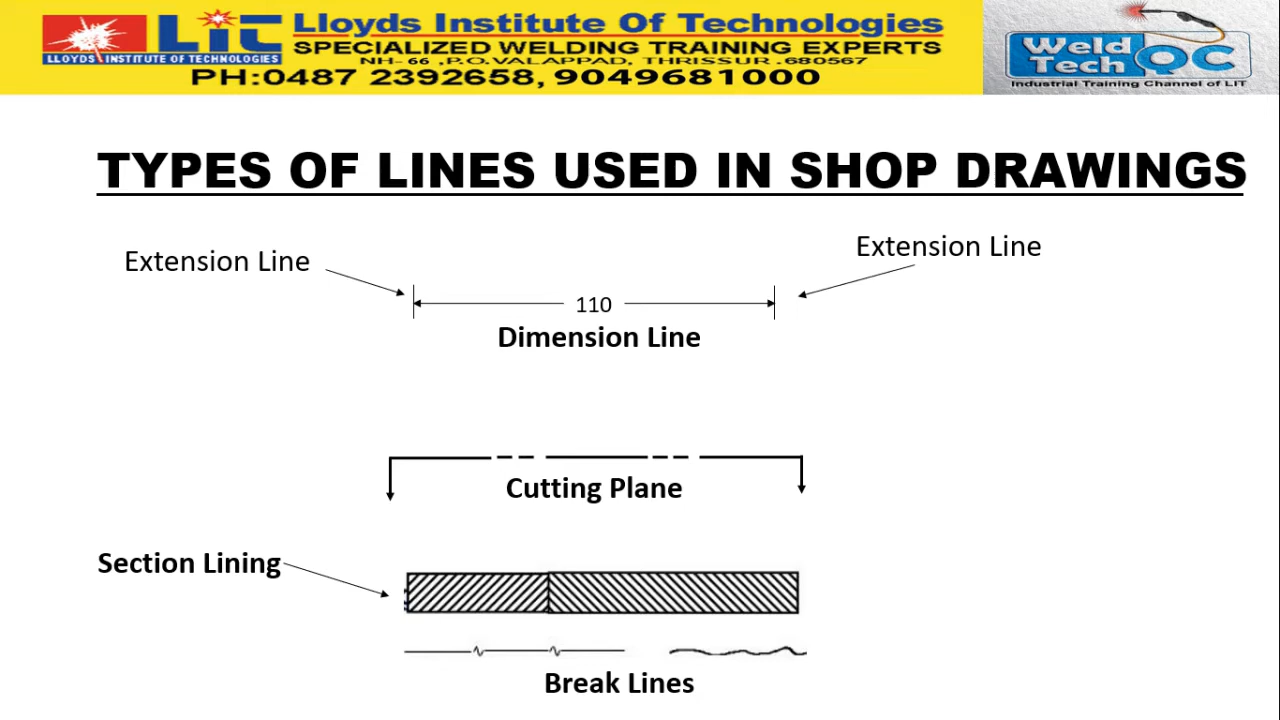 LiT
LLOYDS INSTITUTE OF TECHNOLOGIES
Lloyds Institute Of Technologies
SPECIALIZED WELDING TRAINING EXPERTS
NH- 66 ,P.O.VALAPPAD, THRISSUR .680567
PH:0487 2392658, 9049681000
Weld
Tech QC
Industrial Training Channel of LIT
TYPES OF LINES USED IN SHOP DRAWINGS
Extension Line
Extension Line
110
Dimension Line
Cutting Plane
Section Lining
Break Lines